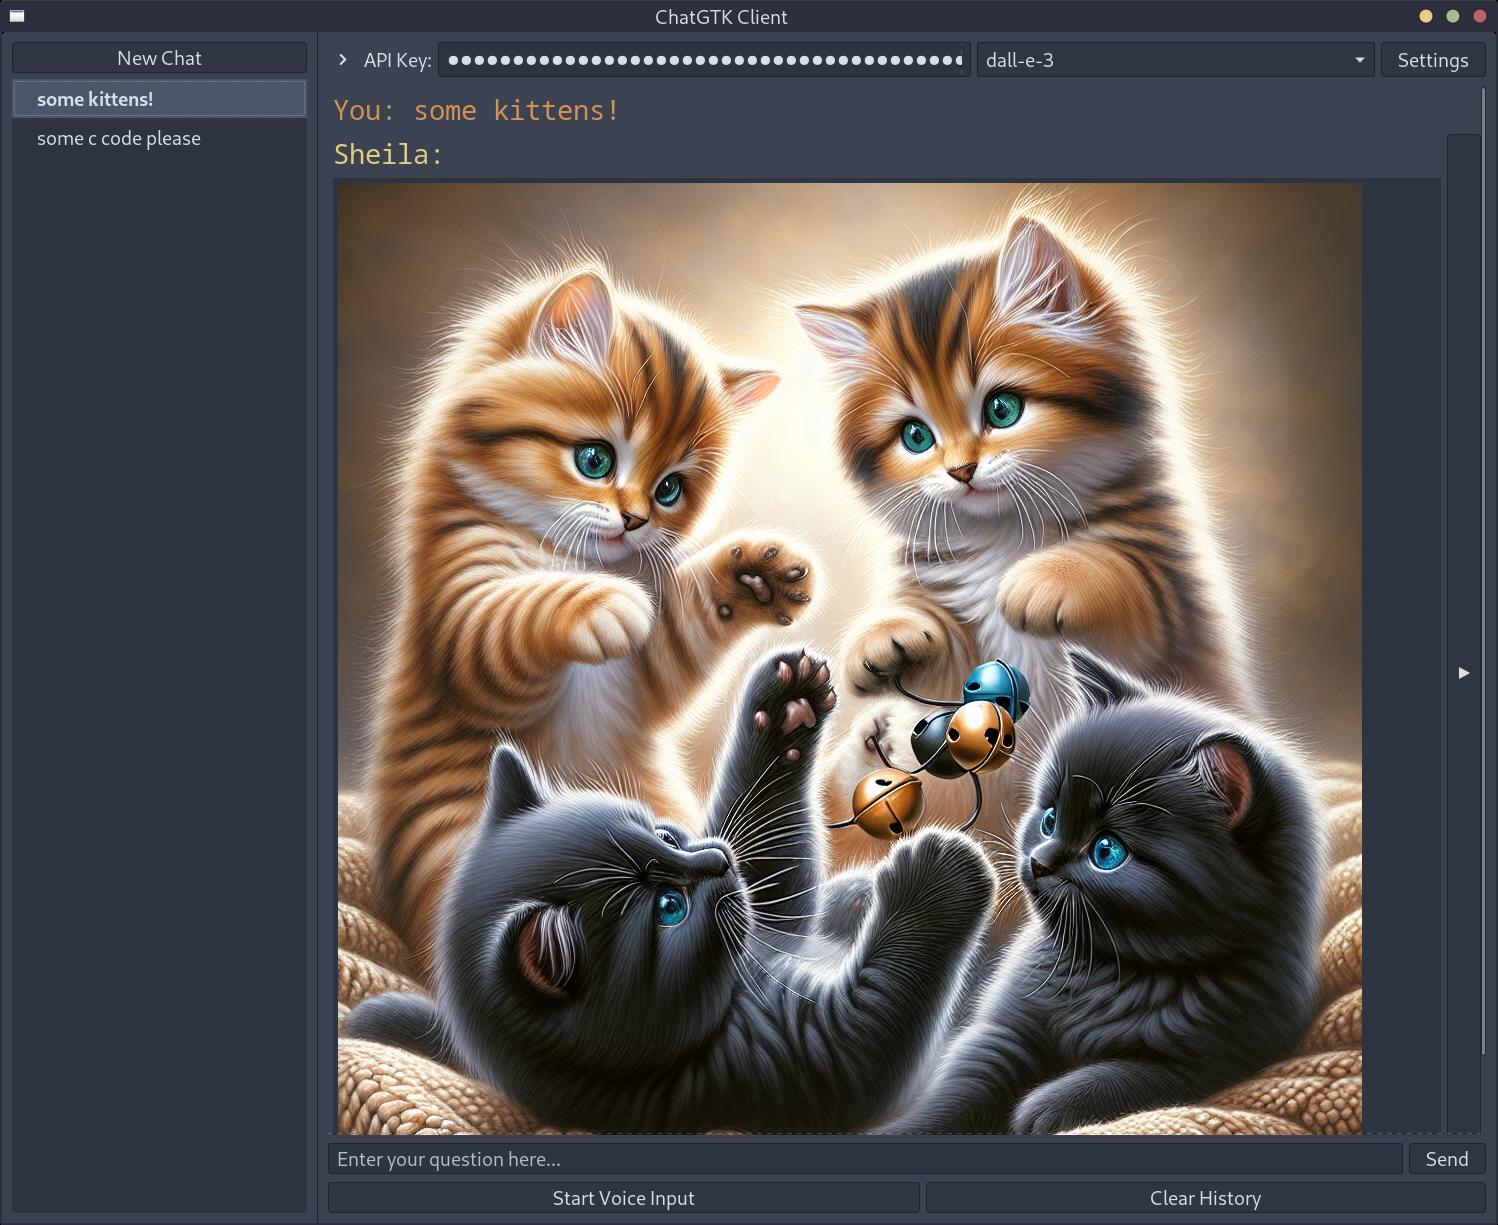 ChatGTK Client
New Chat
some kittens!
some c code please
API Key:
dall-e-3
Settings
You: some kittens!
Sheila:
Enter your question here...
Send
Start Voice Input
Clear History